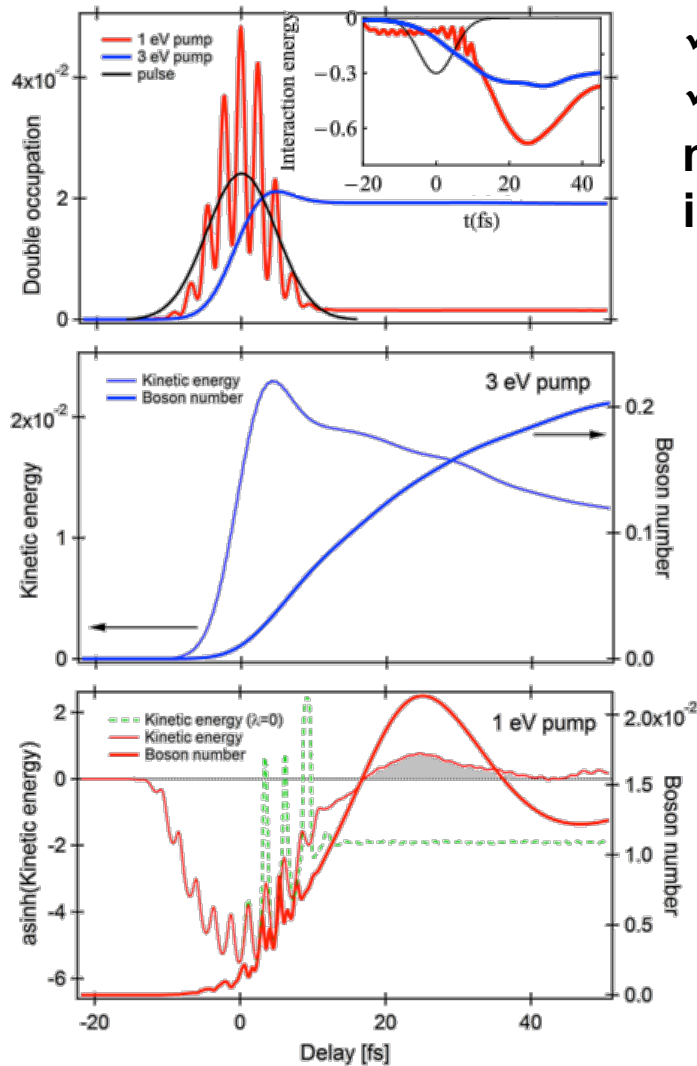 1 eV pump
3 eV pump
pulse
Double occupation
4x10⁻²
2
0
Interaction energy
0
−0.3
−0.6
−20
0
20
40
t(fs)
✓
✓
n
i
Kinetic energy
Boson number
3 eV pump
Kinetic energy
2x10⁻²
1
0
Boson number
0.2
0.1
0.0
Kinetic energy (λ=0)
Kinetic energy
Boson number
1 eV pump
asinh(Kinetic energy)
2
0
-2
-4
-6
Boson number
2.0x10⁻²
1.5
1.0
0.5
0.0
-20
0
20
40
Delay [fs]